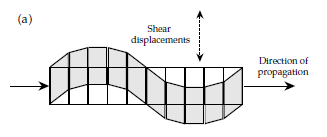 (a)
Shear
displacements
Direction of
propagation